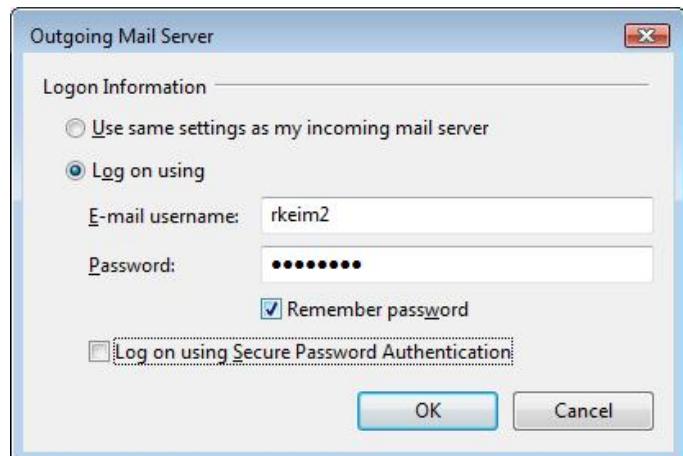 Outgoing Mail Server
Logon Information
Use same settings as my incoming mail server
Log on using
E-mail username: rkeim2
Password: ●●●●●●●●
Remember password
Log on using Secure Password Authentication
OK Cancel